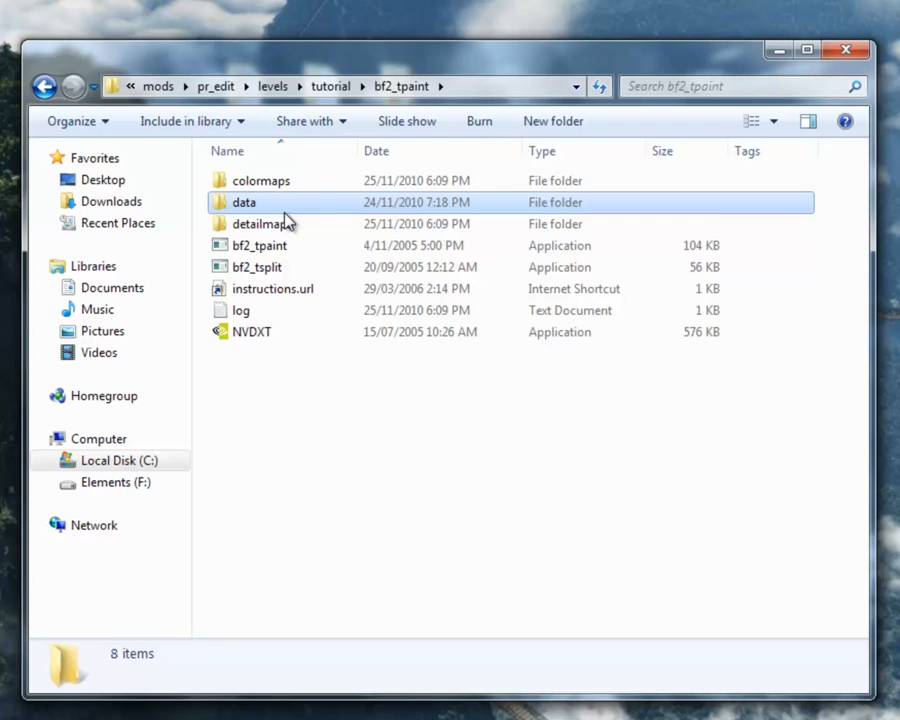 « mods pr_edit levels tutorial bf2_tpaint Search bf2_tpaint
Organize Include in library Share with Slide show Burn New folder
Name Date Type Size Tags
Favorites
Desktop
Downloads
Recent Places
Libraries
Documents
Music
Pictures
Videos
Homegroup
Computer
Local Disk (C:)
Elements (F:)
Network
colormaps 25/11/2010 6:09 PM File folder
data 24/11/2010 7:18 PM File folder
detailmaps 25/11/2010 6:09 PM File folder
bf2_tpaint 4/11/2005 5:00 PM Application 104 KB
bf2_tsplit 20/09/2005 12:12 AM Application 56 KB
instructions.url 29/03/2006 2:14 PM Internet Shortcut 1 KB
log 25/11/2010 6:09 PM Text Document 1 KB
NVDXT 15/07/2005 10:26 AM Application 576 KB
8 items